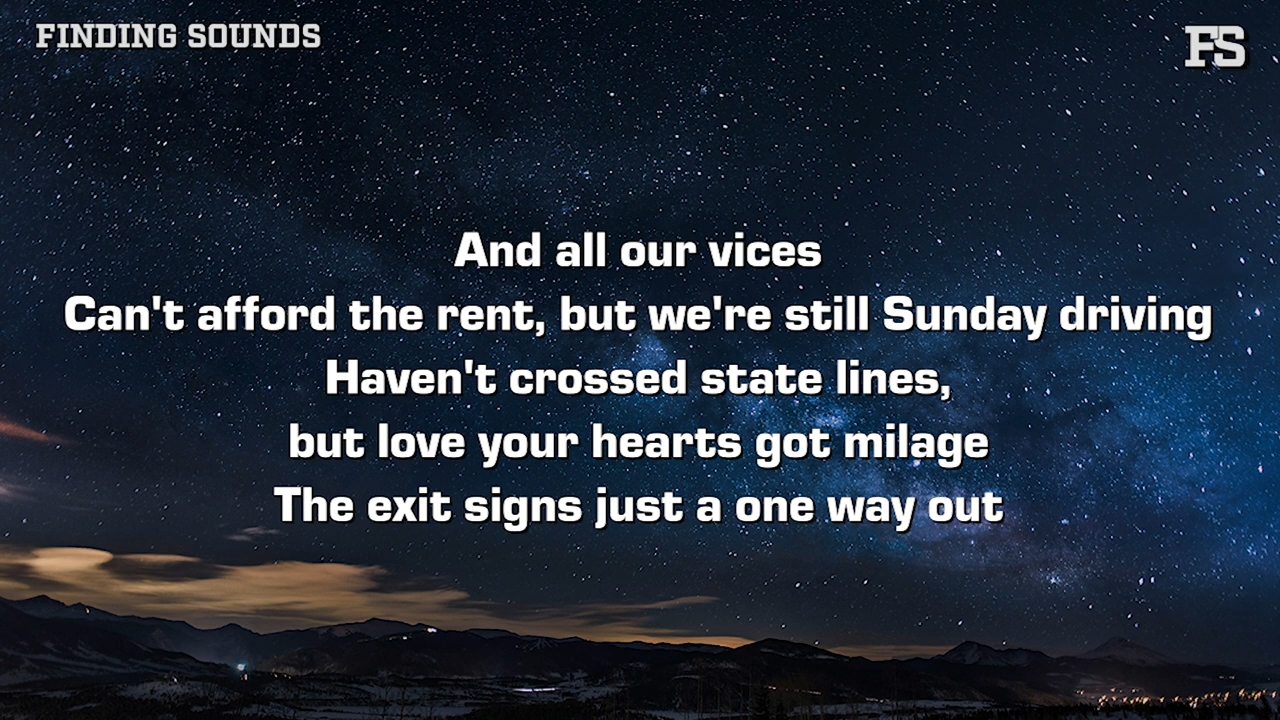 FINDING SOUNDS
FS
And all our vices
Can't afford the rent, but we're still Sunday driving
Haven't crossed state lines,
but love your hearts got milage
The exit signs just a one way out